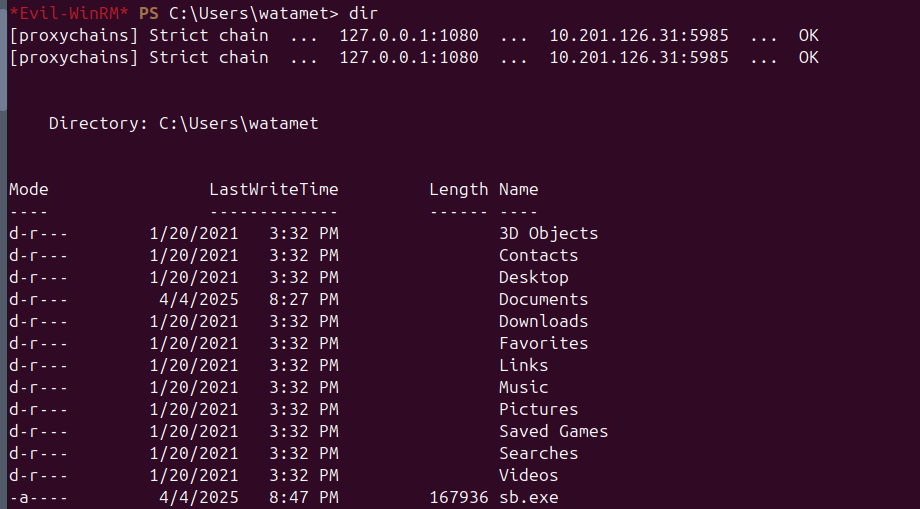 *Evil-WinRM* PS C:\Users\watamet> dir
[proxychains] Strict chain  ...  127.0.0.1:1080  ...  10.201.126.31:5985  ...  OK
[proxychains] Strict chain  ...  127.0.0.1:1080  ...  10.201.126.31:5985  ...  OK
    Directory: C:\Users\watamet
Mode                LastWriteTime         Length Name
----                -------------         ------ ----
d-r---        1/20/2021   3:32 PM                3D Objects
d-r---        1/20/2021   3:32 PM                Contacts
d-r---        1/20/2021   3:32 PM                Desktop
d-r---         4/4/2025   8:27 PM                Documents
d-r---        1/20/2021   3:32 PM                Downloads
d-r---        1/20/2021   3:32 PM                Favorites
d-r---        1/20/2021   3:32 PM                Links
d-r---        1/20/2021   3:32 PM                Music
d-r---        1/20/2021   3:32 PM                Pictures
d-r---        1/20/2021   3:32 PM                Saved Games
d-r---        1/20/2021   3:32 PM                Searches
d-r---        1/20/2021   3:32 PM                Videos
-a----         4/4/2025   8:47 PM         167936 sb.exe